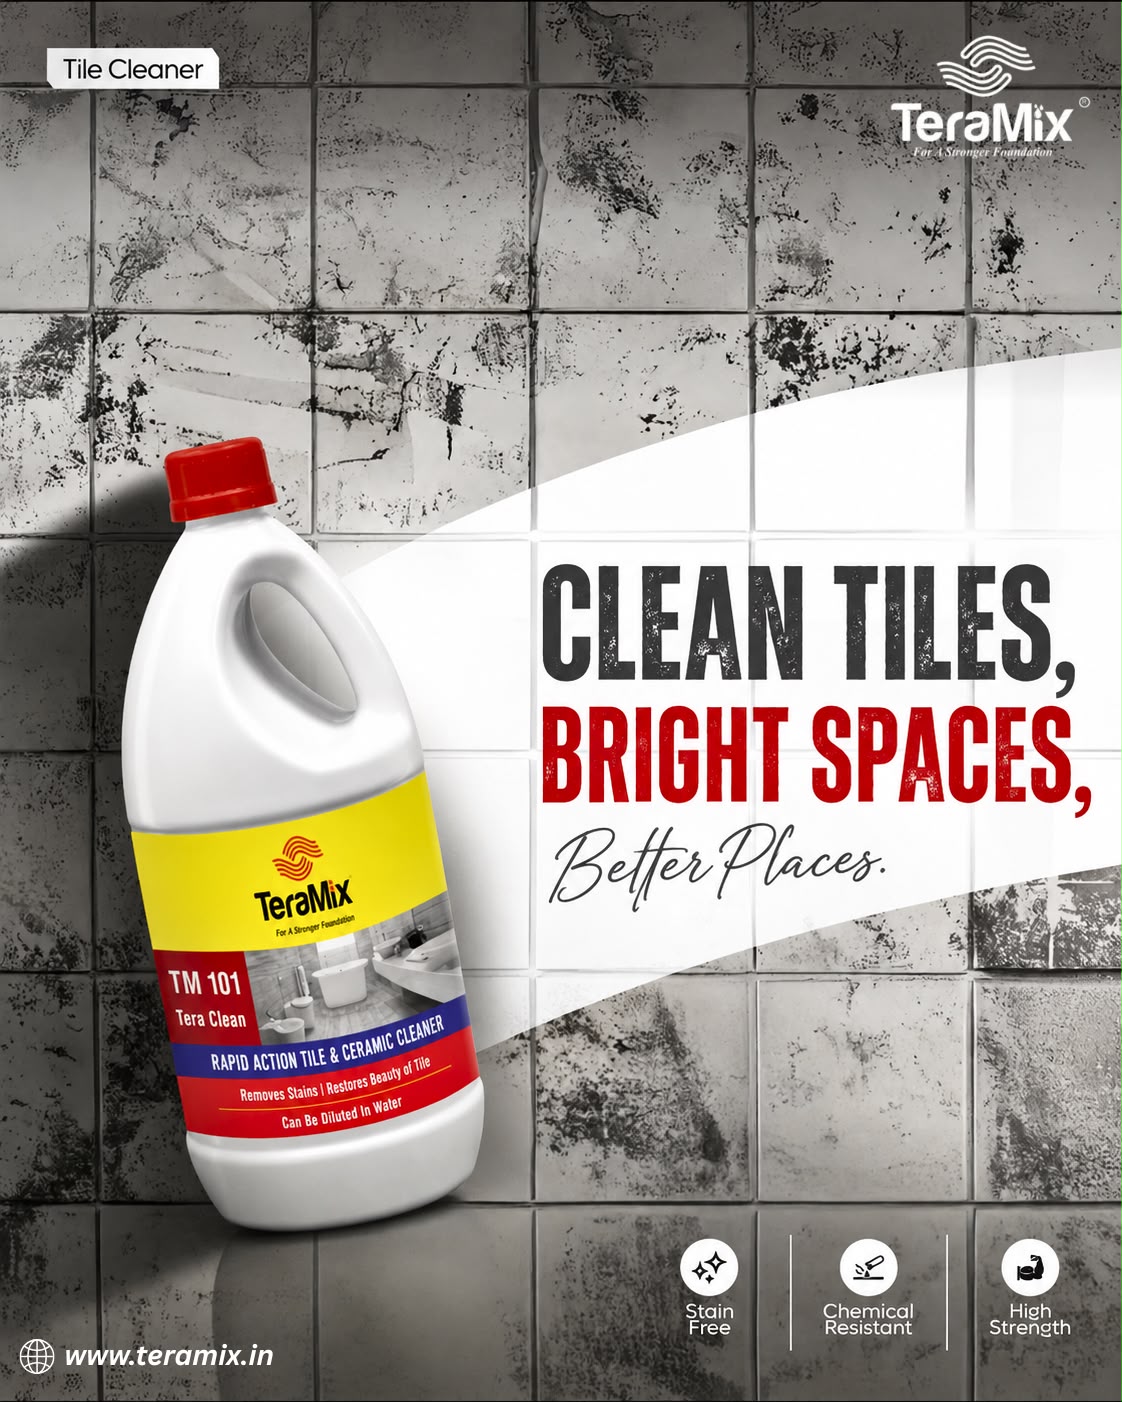 Tile Cleaner
TeraMix®
For A Stronger Foundation
CLEAN TILES,
BRIGHT SPACES,
Better Places.
TeraMix
For A Stronger Foundation
TM 101
Tera Clean
RAPID ACTION TILE & CERAMIC CLEANER
Removes Stains | Restores Beauty of Tile
Can Be Diluted In Water
Stain
Free
Chemical
Resistant
High
Strength
www.teramix.in